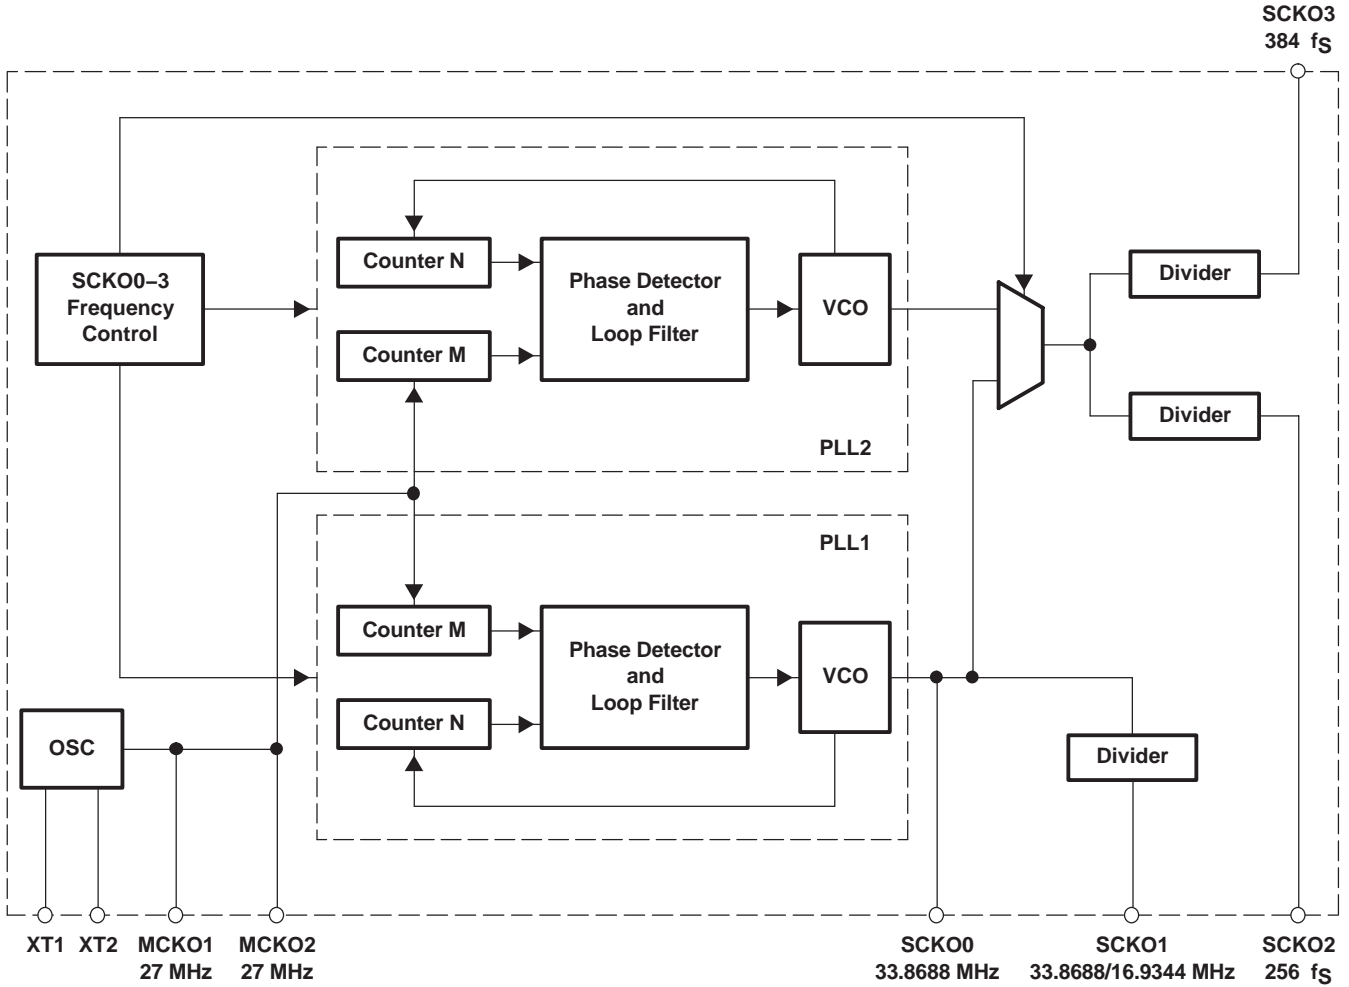 SCKO3
384 fS
SCKO0–3
Frequency
Control
Counter N
Counter M
Phase Detector
and
Loop Filter
VCO
Divider
Divider
PLL2
PLL1
Counter M
Counter N
Phase Detector
and
Loop Filter
VCO
OSC
Divider
XT1
XT2
MCKO1
27 MHz
MCKO2
27 MHz
SCKO0
33.8688 MHz
SCKO1
33.8688/16.9344 MHz
SCKO2
256 fS